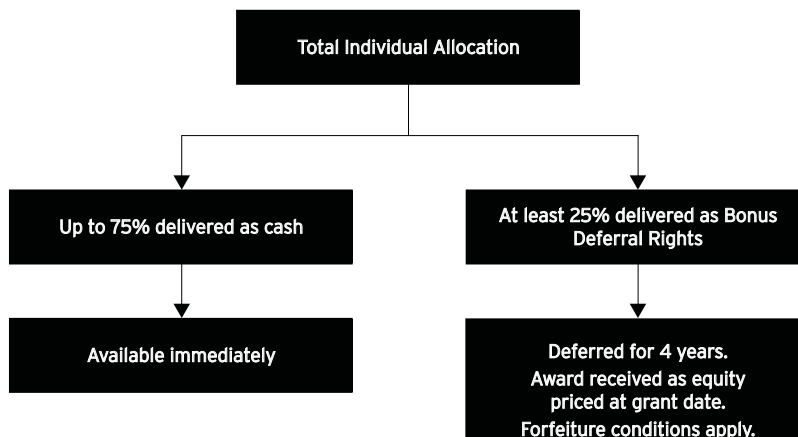 Total Individual Allocation
Up to 75% delivered as cash
At least 25% delivered as Bonus
Deferral Rights
Available immediately
Deferred for 4 years.
Award received as equity
priced at grant date.
Forfeiture conditions apply.